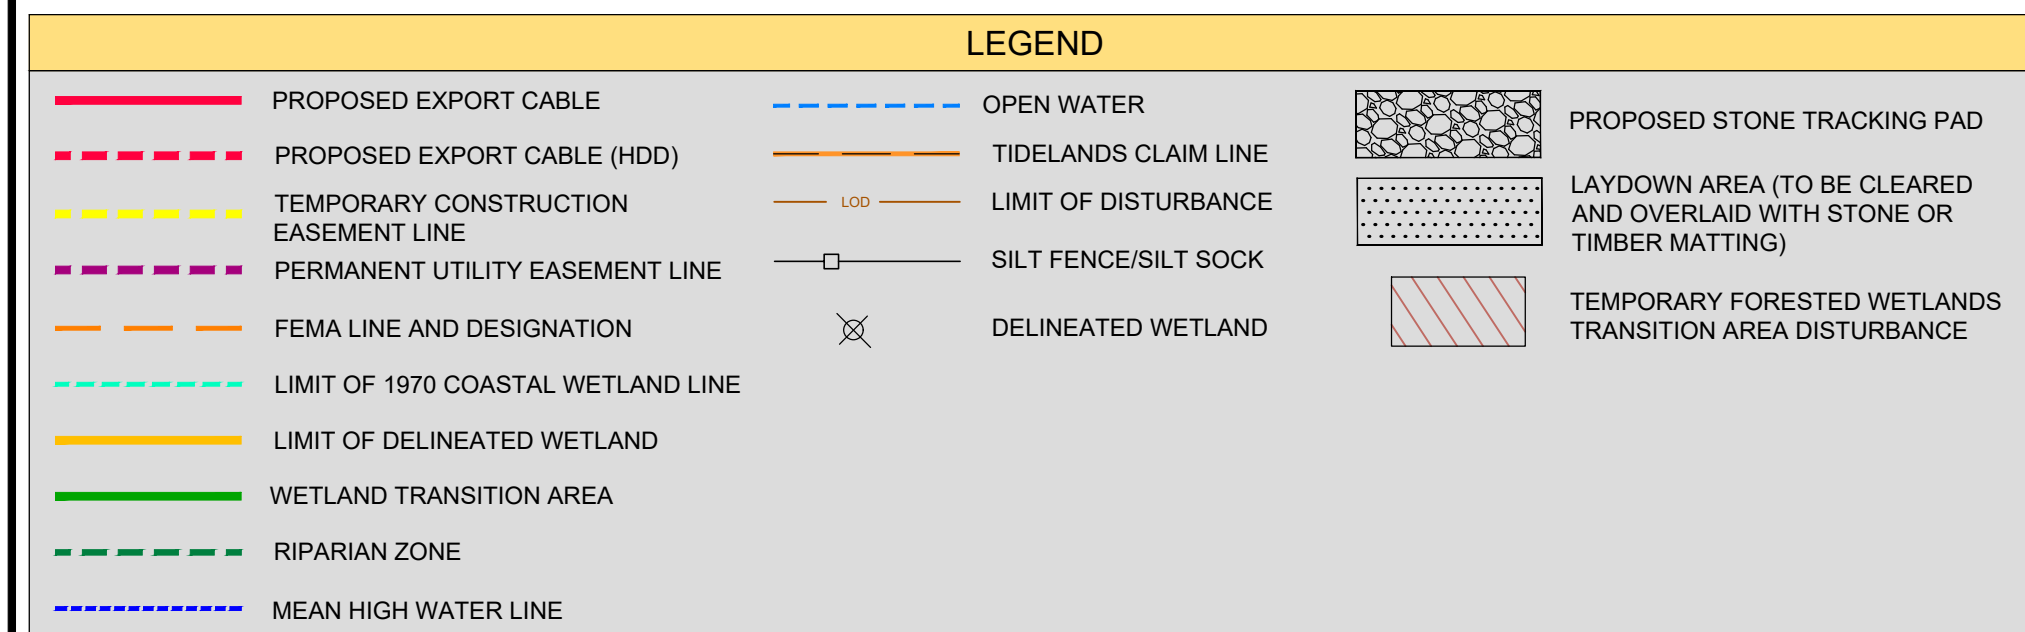 LEGEND
PROPOSED EXPORT CABLE
PROPOSED EXPORT CABLE (HDD)
TEMPORARY CONSTRUCTION
EASEMENT LINE
PERMANENT UTILITY EASEMENT LINE
FEMA LINE AND DESIGNATION
LIMIT OF 1970 COASTAL WETLAND LINE
LIMIT OF DELINEATED WETLAND
WETLAND TRANSITION AREA
RIPARIAN ZONE
MEAN HIGH WATER LINE
OPEN WATER
TIDELANDS CLAIM LINE
LOD
LIMIT OF DISTURBANCE
SILT FENCE/SILT SOCK
DELINEATED WETLAND
PROPOSED STONE TRACKING PAD
LAYDOWN AREA (TO BE CLEARED
AND OVERLAID WITH STONE OR
TIMBER MATTING)
TEMPORARY FORESTED WETLANDS
TRANSITION AREA DISTURBANCE